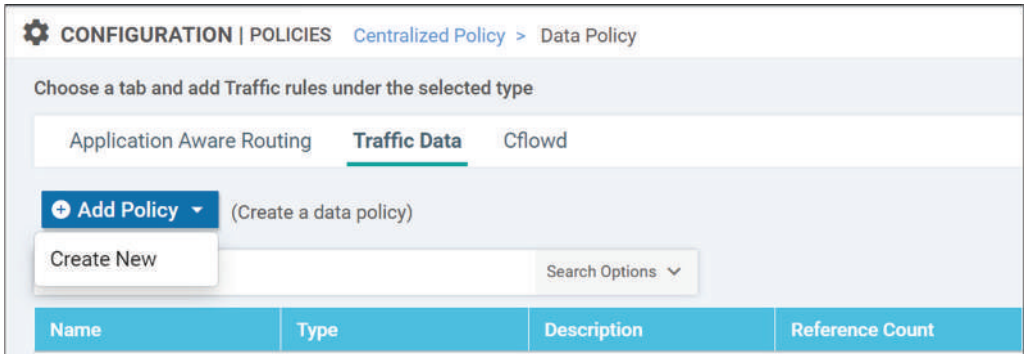 CONFIGURATION | POLICIES Centralized Policy > Data Policy
Choose a tab and add Traffic rules under the selected type
Application Aware Routing Traffic Data Cflowd
Add Policy (Create a data policy)
Create New
Search Options
Name Type Description Reference Count